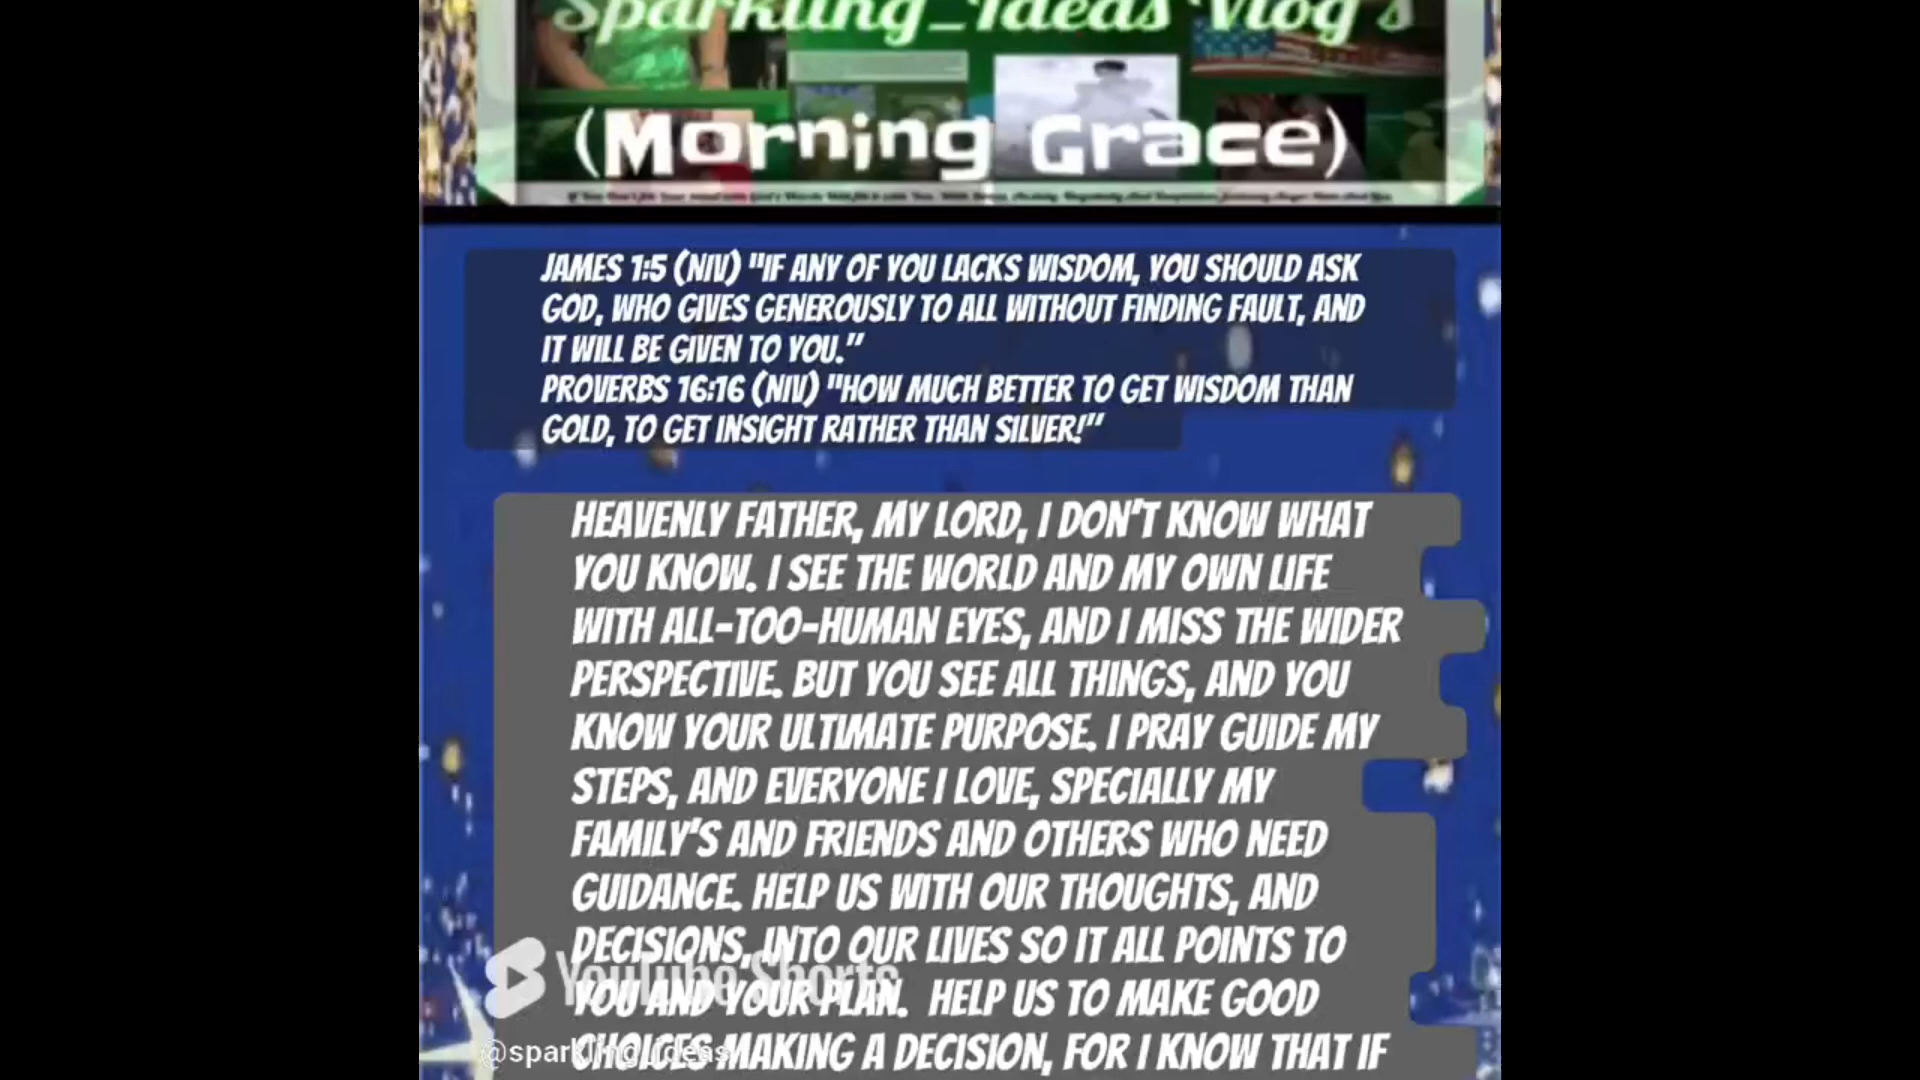 Sparkling_Ideas Vlog's
(Morning Grace)
JAMES 1:5 (NIV) "IF ANY OF YOU LACKS WISDOM, YOU SHOULD ASK
GOD, WHO GIVES GENEROUSLY TO ALL WITHOUT FINDING FAULT, AND
IT WILL BE GIVEN TO YOU."
PROVERBS 16:16 (NIV) "HOW MUCH BETTER TO GET WISDOM THAN
GOLD, TO GET INSIGHT RATHER THAN SILVER!"
HEAVENLY FATHER, MY LORD, I DON'T KNOW WHAT
YOU KNOW. I SEE THE WORLD AND MY OWN LIFE
WITH ALL-TOO-HUMAN EYES, AND I MISS THE WIDER
PERSPECTIVE. BUT YOU SEE ALL THINGS, AND YOU
KNOW YOUR ULTIMATE PURPOSE. I PRAY GUIDE MY
STEPS, AND EVERYONE I LOVE, SPECIALLY MY
FAMILY'S AND FRIENDS AND OTHERS WHO NEED
GUIDANCE. HELP US WITH OUR THOUGHTS, AND
DECISIONS, INTO OUR LIVES SO IT ALL POINTS TO
YOU AND YOUR PLAN. HELP US TO MAKE GOOD
CHOICES MAKING A DECISION, FOR I KNOW THAT IF
YouTube Shorts
@sparkling_ideas